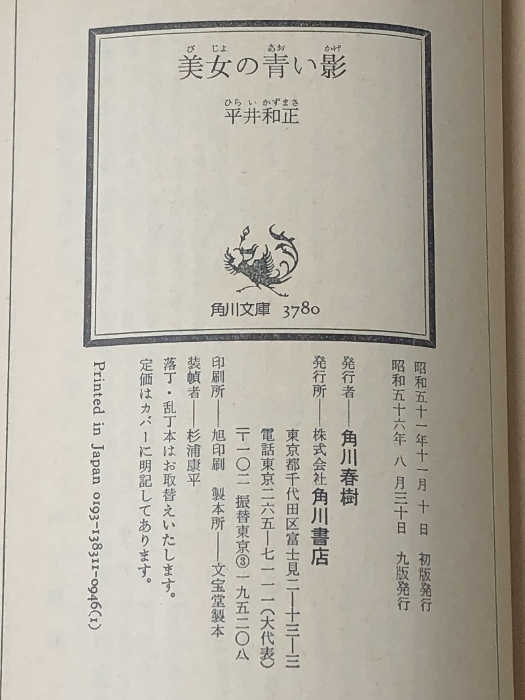 美女の青い影
びじょ あお かげ
平井和正
ひらいかずまさ
角川文庫 3780
昭和五十一年十一月 十 日 初版発行
昭和五十六年 八 月三十日 九版発行
発行者――角川春樹
発行所――株式会社角川書店
東京都千代田区富士見二―十三―三
電話東京二六五―七一一一(大代表)
〒一〇二 振替東京③一九五二〇八
印刷所――旭印刷 製本所――文宝堂製本
装幀者――杉浦康平
落丁・乱丁本はお取替えいたします。
定価はカバーに明記してあります。
Printed in Japan 0193-138311-0946(1)